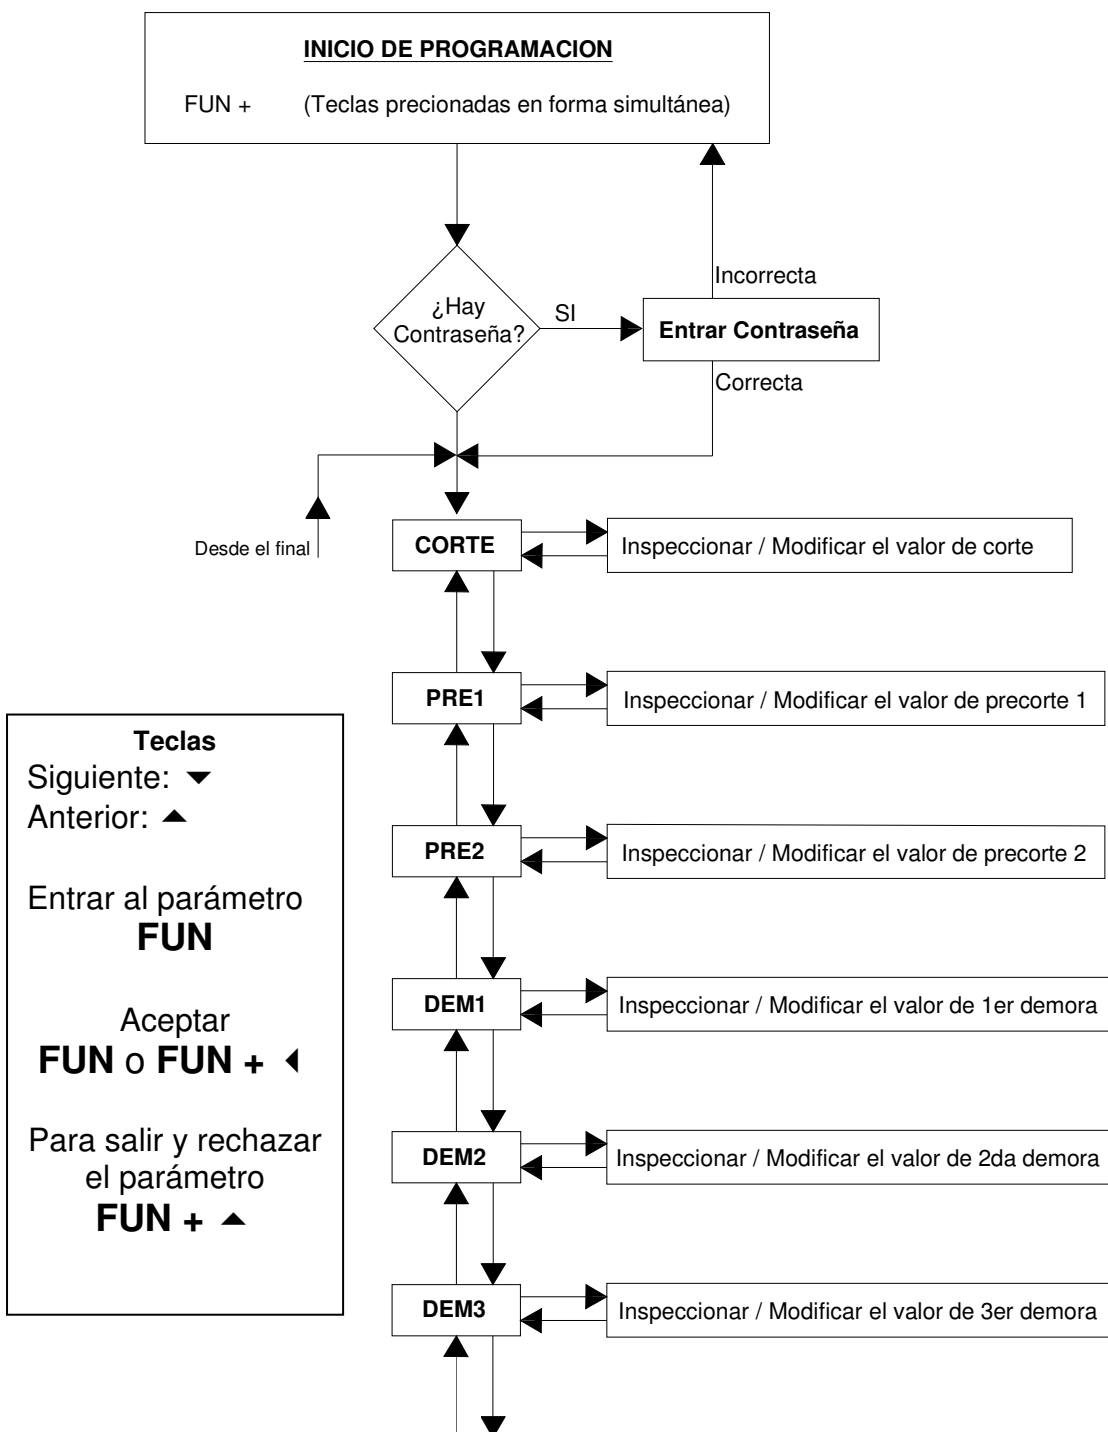 INICIO DE PROGRAMACION
FUN + (Teclas precionadas en forma simultánea)
Incorrecta
¿Hay
Contraseña?
SI
Entrar Contraseña
Correcta
Desde el final
CORTE
Inspeccionar / Modificar el valor de corte
PRE1
Inspeccionar / Modificar el valor de precorte 1
PRE2
Inspeccionar / Modificar el valor de precorte 2
DEM1
Inspeccionar / Modificar el valor de 1er demora
DEM2
Inspeccionar / Modificar el valor de 2da demora
DEM3
Inspeccionar / Modificar el valor de 3er demora
Teclas
Siguiente: ▼
Anterior: ▲
Entrar al parámetro
FUN
Aceptar
FUN o FUN + ◀
Para salir y rechazar
el parámetro
FUN + ▲